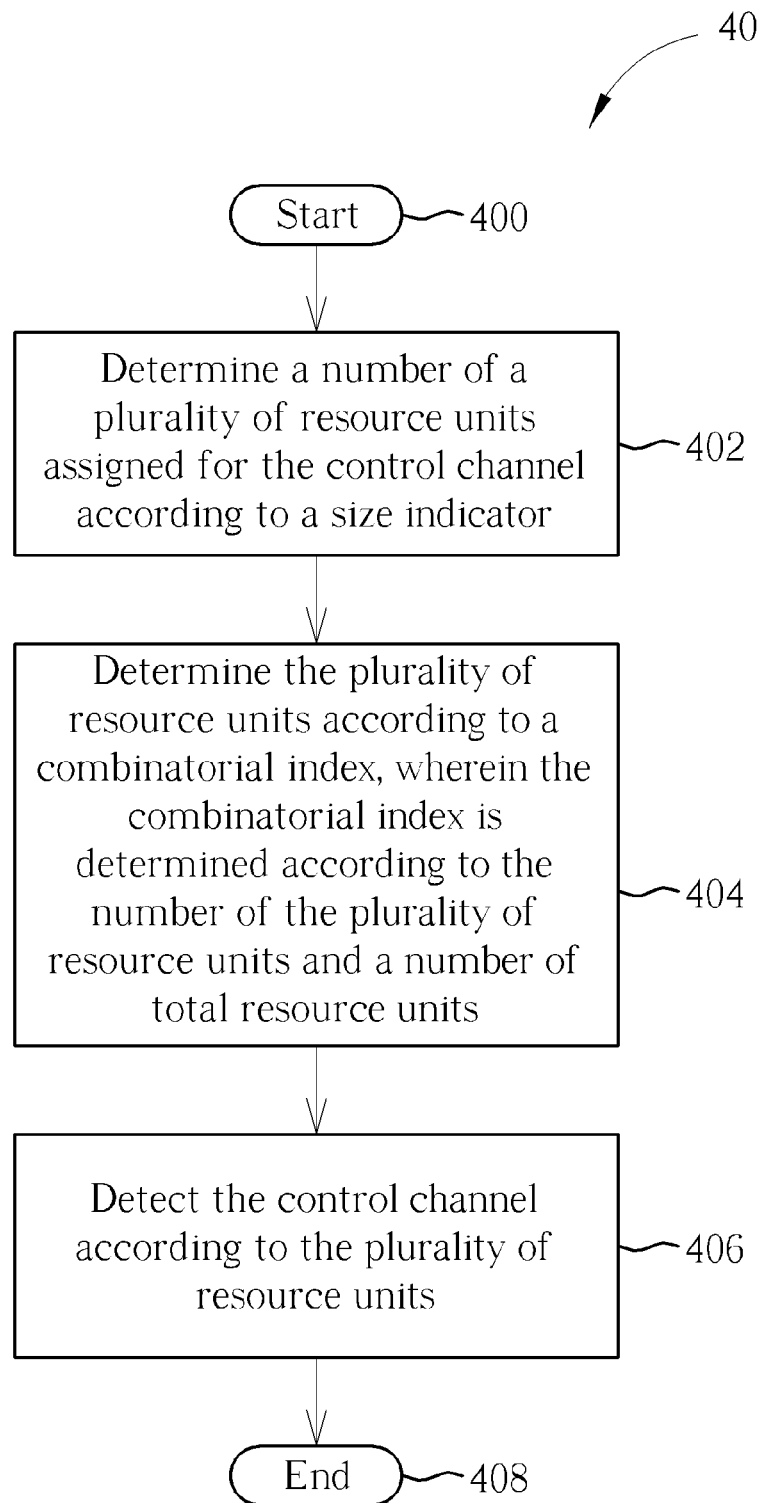 40
Start
400
Determine a number of a
plurality of resource units
assigned for the control channel
according to a size indicator
402
Determine the plurality of
resource units according to a
combinatorial index, wherein the
combinatorial index is
determined according to the
number of the plurality of
resource units and a number of
total resource units
404
Detect the control channel
according to the plurality of
resource units
406
End
408